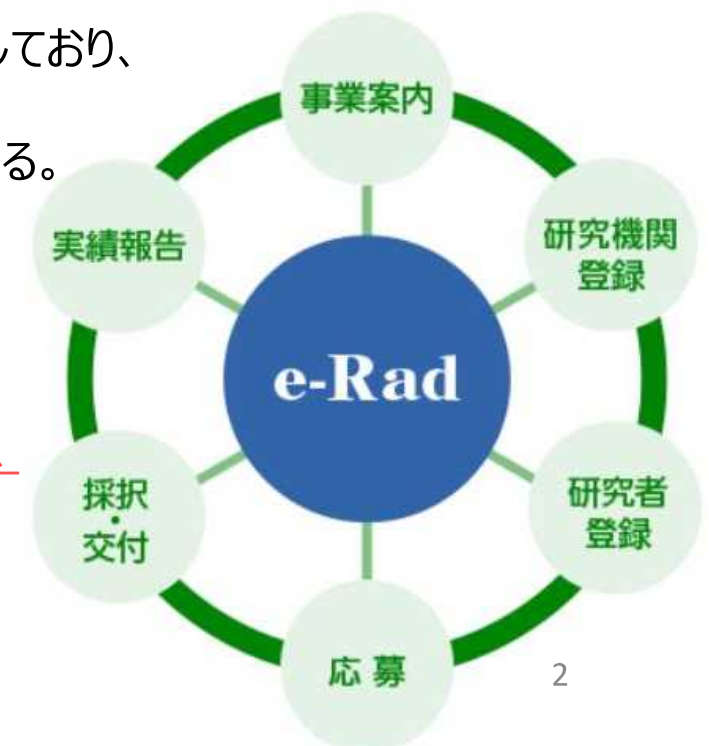 ており、
る。
事業案内
実績報告
研究機関
登録
e-Rad
採択
・
交付
研究者
登録
応 募
2